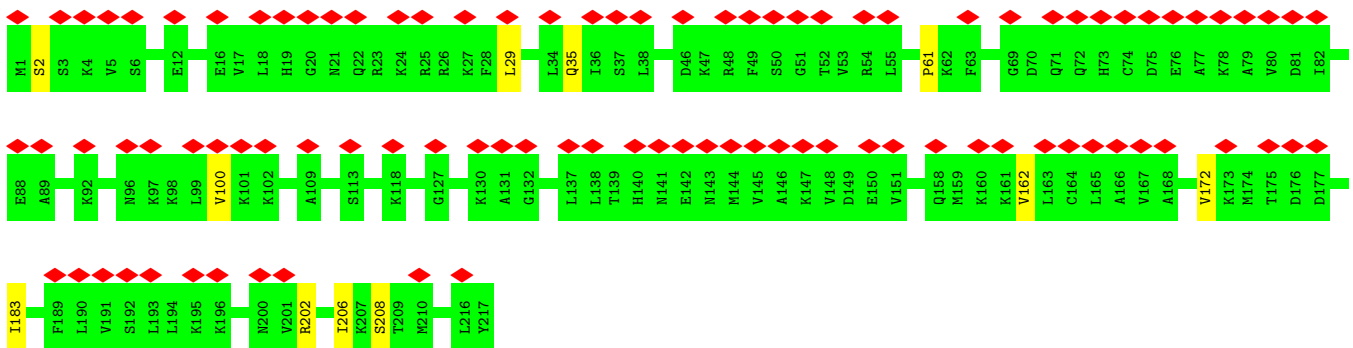 M1 S2 S3 K4 V5 S6 E12 E16 V17 L18 H19 G20 N21 Q22 R23 K24 R25 R26 K27 F28 L29 L34 Q35 I36 S37 L38 D46 K47 R48 F49 S50 G51 T52 V53 R54 L55 P61 K62 F63 G69 D70 Q71 Q72 H73 C74 D75 E76 A77 K78 A79 V80 D81 I82
E88 A89 K92 N96 K97 K98 L99 V100 K101 K102 A109 S113 K118 G127 K130 A131 G132 L137 L138 T139 H140 N141 E142 N143 M144 V145 A146 K147 V148 D149 E150 V151 Q158 M159 K160 K161 V162 L163 C164 L165 A166 V167 A168 V172 K173 M174 T175 D176 D177
I183 F189 L190 V191 S192 L193 L194 K195 K196 N200 V201 R202 I206 K207 S208 T209 M210 L216 Y217